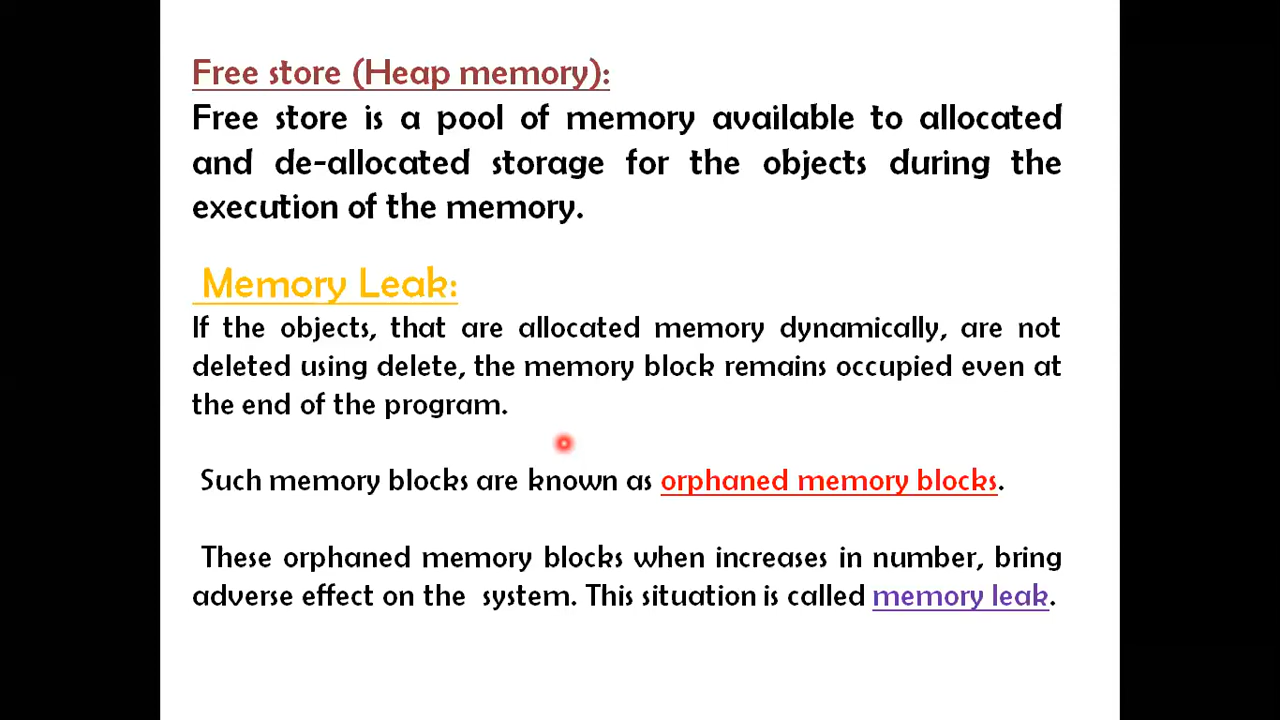 Free store (Heap memory):
Free store is a pool of memory available to allocated
and de-allocated storage for the objects during the
execution of the memory.
Memory Leak:
If the objects, that are allocated memory dynamically, are not
deleted using delete, the memory block remains occupied even at
the end of the program.
Such memory blocks are known as orphaned memory blocks.
These orphaned memory blocks when increases in number, bring
adverse effect on the system. This situation is called memory leak.